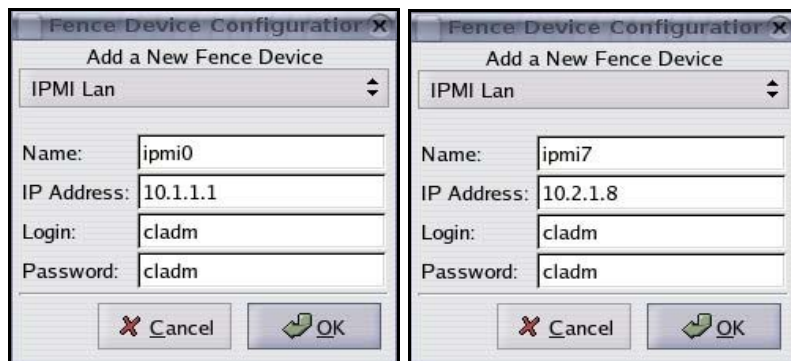 Fence Device Configuration
Add a New Fence Device
IPMI Lan
Name: ipmi0
IP Address: 10.1.1.1
Login: cladm
Password: cladm
Cancel OK
Fence Device Configuration
Add a New Fence Device
IPMI Lan
Name: ipmi7
IP Address: 10.2.1.8
Login: cladm
Password: cladm
Cancel OK